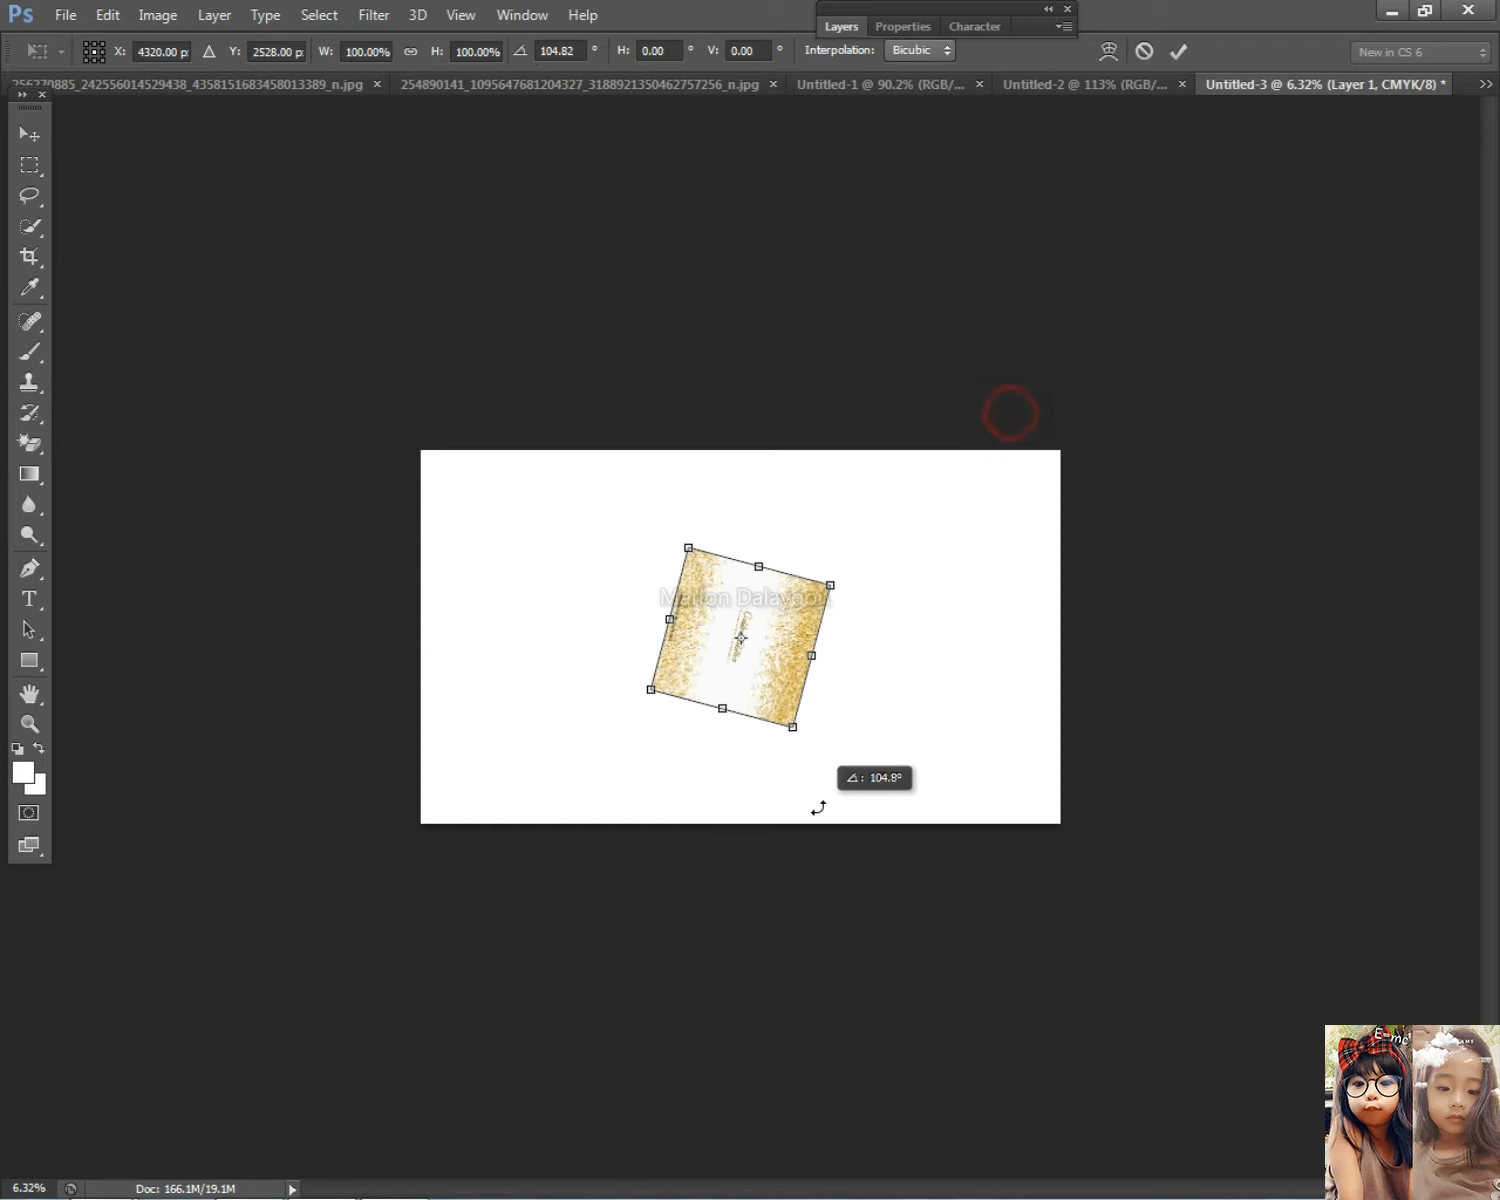 Ps File Edit Image Layer Type Select Filter 3D View Window Help
Layers Properties Character
X: 4320.00 p Y: 2528.00 p W: 100.00% H: 100.00% 104.82 ° H: 0.00 ° V: 0.00 ° Interpolation: Bicubic New in CS 6
256270885_242556014529438_4358151683458013389_n.jpg × 254890141_1095647681204327_3188921350462757256_n.jpg × Untitled-1 @ 90.2% (RGB/... × Untitled-2 @ 113% (RGB/... × Untitled-3 @ 6.32% (Layer 1, CMYK/8) * »
: 104.8°
E=mc
6.32% Doc: 166.1M/19.1M